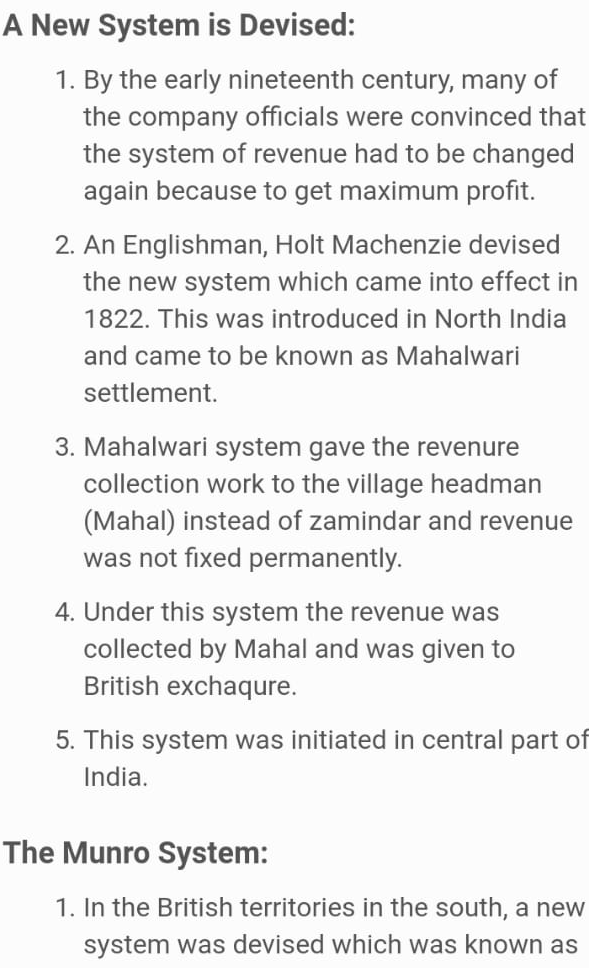 A New System is Devised:
1. By the early nineteenth century, many of
the company officials were convinced that
the system of revenue had to be changed
again because to get maximum profit.
2. An Englishman, Holt Machenzie devised
the new system which came into effect in
1822. This was introduced in North India
and came to be known as Mahalwari
settlement.
3. Mahalwari system gave the revenure
collection work to the village headman
(Mahal) instead of zamindar and revenue
was not fixed permanently.
4. Under this system the revenue was
collected by Mahal and was given to
British exchaqure.
5. This system was initiated in central part of
India.
The Munro System:
1. In the British territories in the south, a new
system was devised which was known as